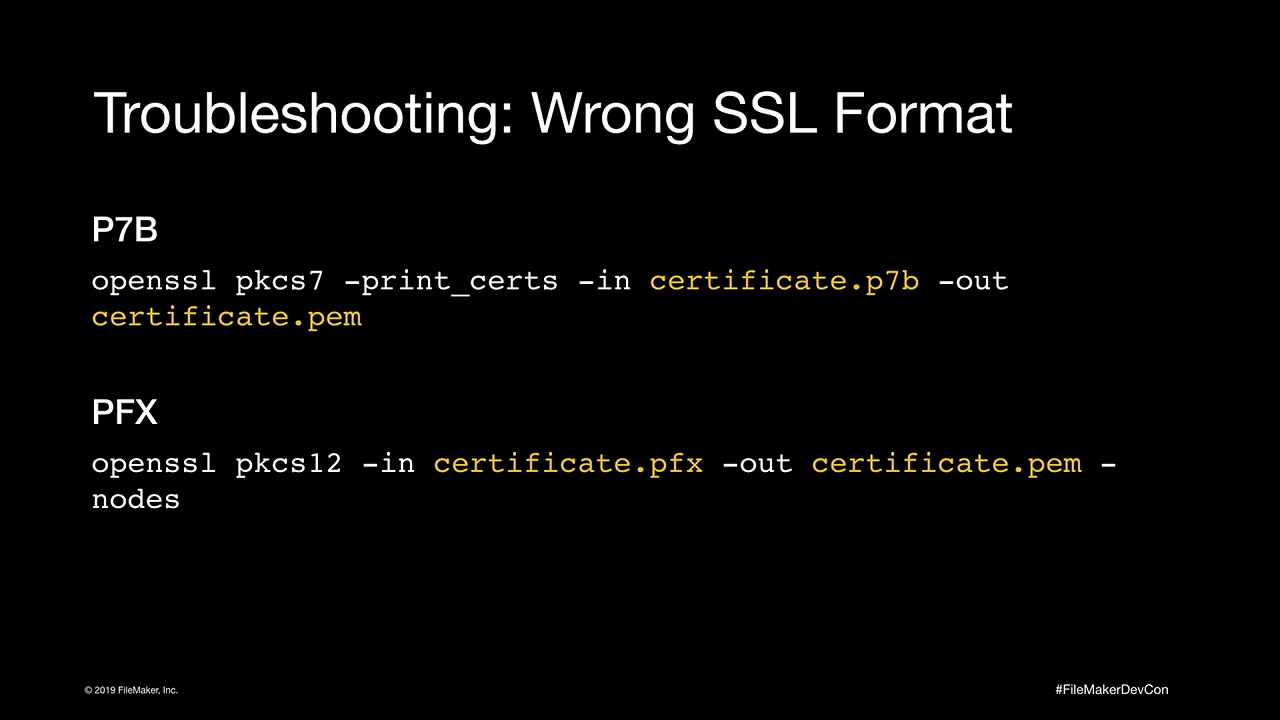 Troubleshooting: Wrong SSL Format
P7B
openssl pkcs7 -print_certs -in certificate.p7b -out
certificate.pem
PFX
openssl pkcs12 -in certificate.pfx -out certificate.pem -
nodes
© 2019 FileMaker, Inc.
#FileMakerDevCon